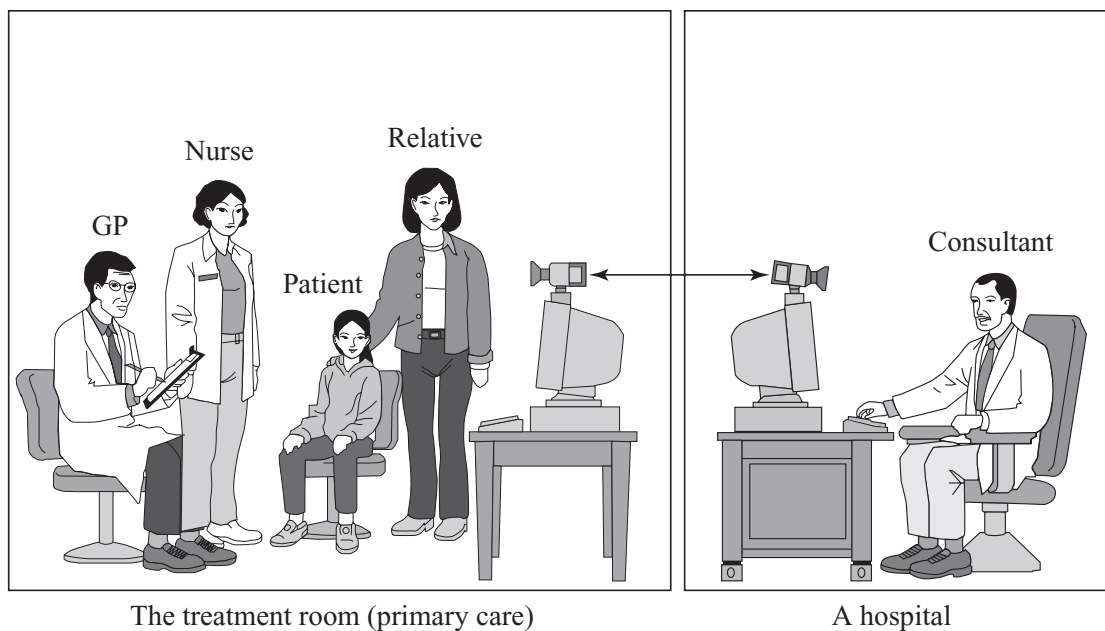 Relative
Nurse
GP
Patient
Consultant
The treatment room (primary care)
A hospital